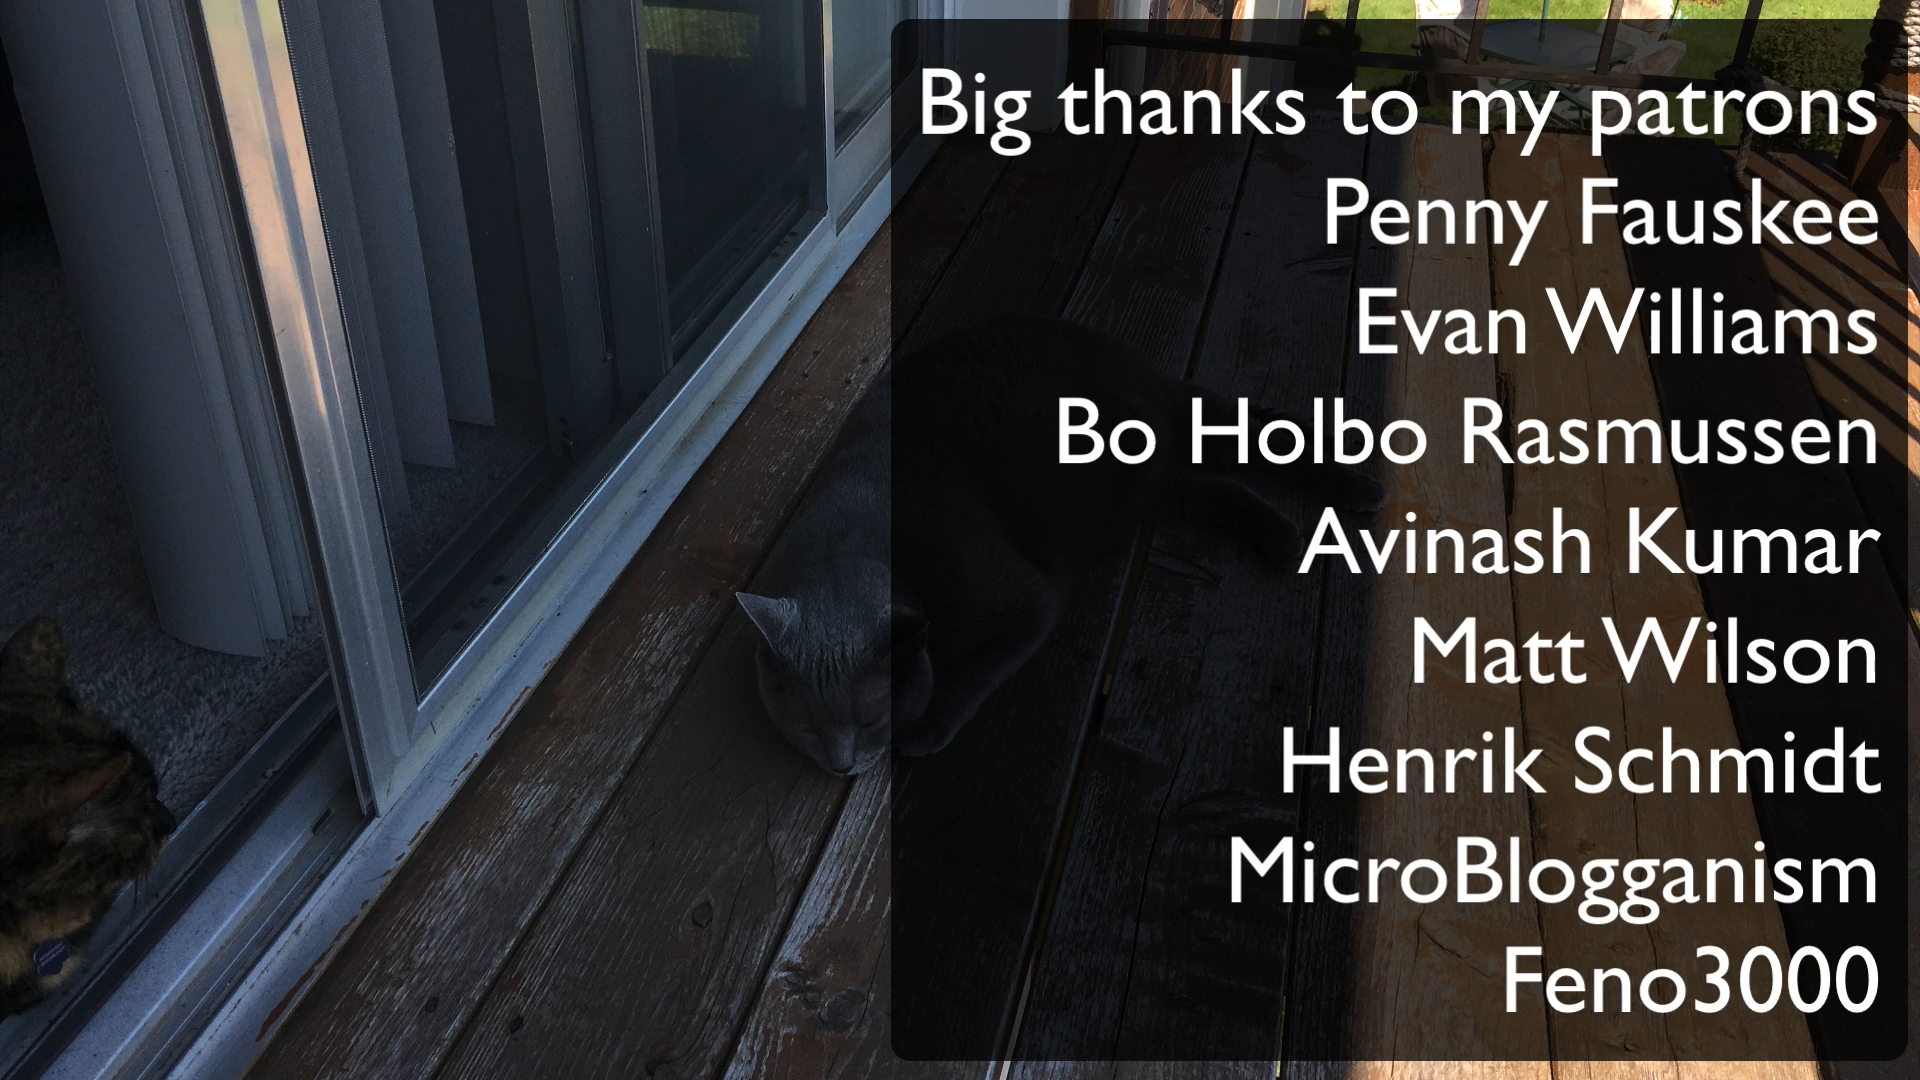 Big thanks to my patrons
Penny Fauskee
Evan Williams
Bo Holbo Rasmussen
Avinash Kumar
Matt Wilson
Henrik Schmidt
MicroBlogganism
Feno3000